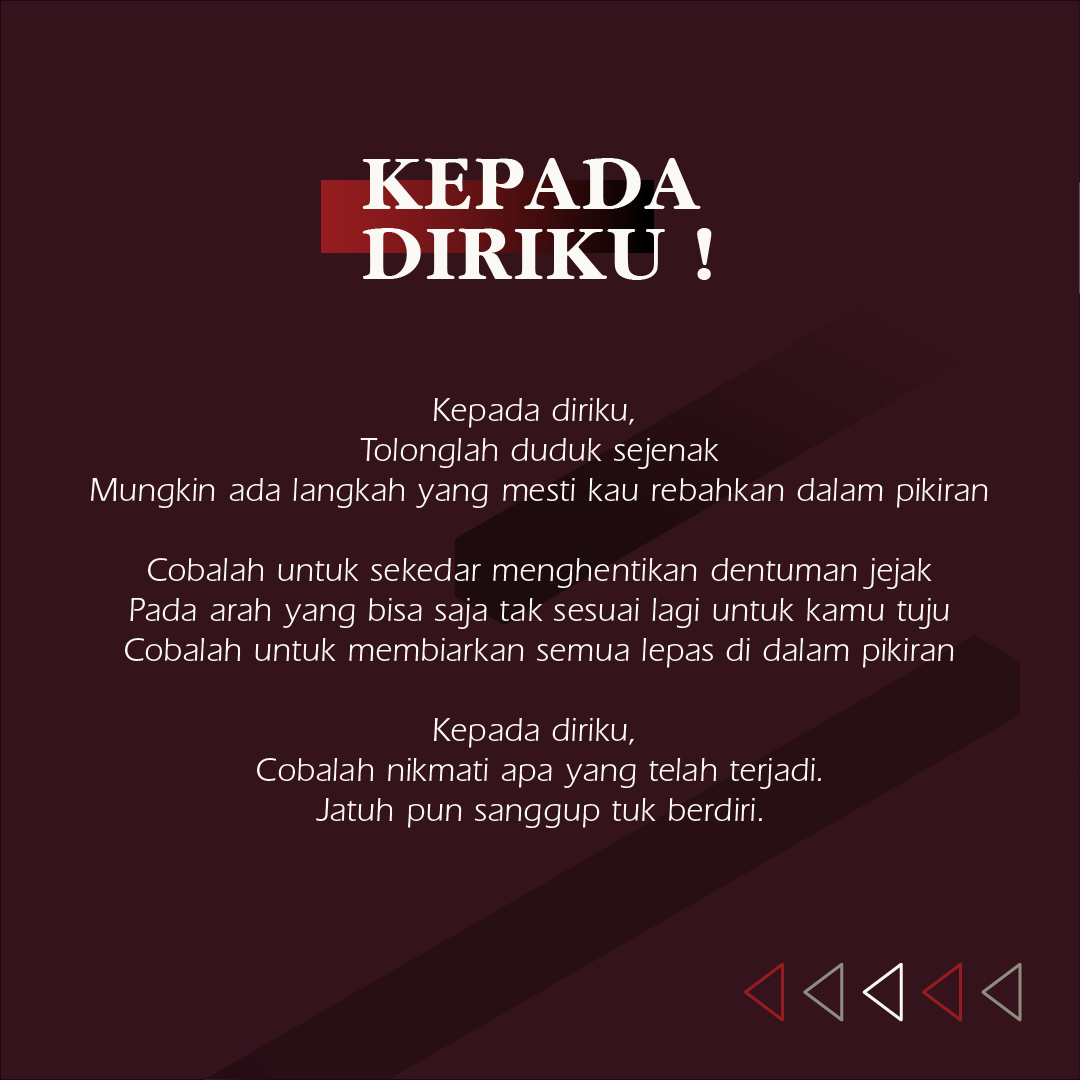 KEPADA
DIRIKU !
Kepada diriku,
Tolonglah duduk sejenak
Mungkin ada langkah yang mesti kau rebahkan dalam pikiran
Cobalah untuk sekedar menghentikan dentuman jejak
Pada arah yang bisa saja tak sesuai lagi untuk kamu tuju
Cobalah untuk membiarkan semua lepas di dalam pikiran
Kepada diriku,
Cobalah nikmati apa yang telah terjadi.
Jatuh pun sanggup tuk berdiri.